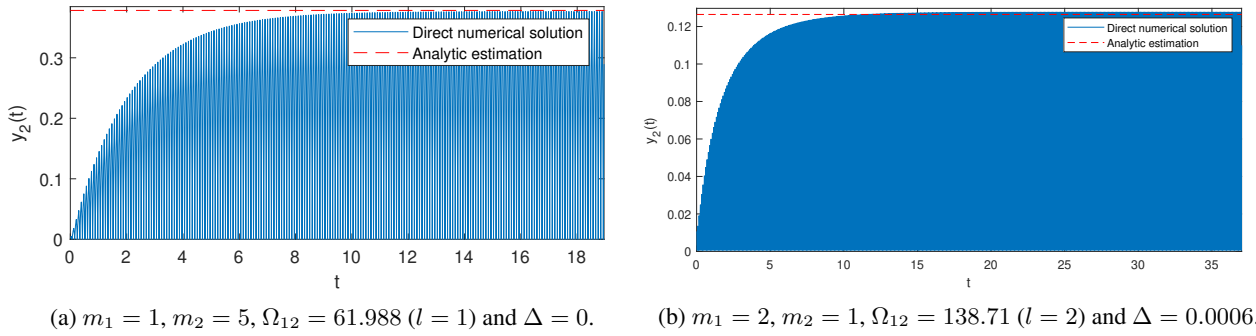 0.3
0.2
0.1
0
y₂(t)
Direct numerical solution
Analytic estimation
0 2 4 6 8 10 12 14 16 18
t
(a) m₁ = 1, m₂ = 5, Ω₁₂ = 61.988 (l = 1) and Δ = 0.
0.12
0.1
0.08
0.06
0.04
0.02
0
y₂(t)
Direct numerical solution
Analytic estimation
0 5 10 15 20 25 30 35
t
(b) m₁ = 2, m₂ = 1, Ω₁₂ = 138.71 (l = 2) and Δ = 0.0006